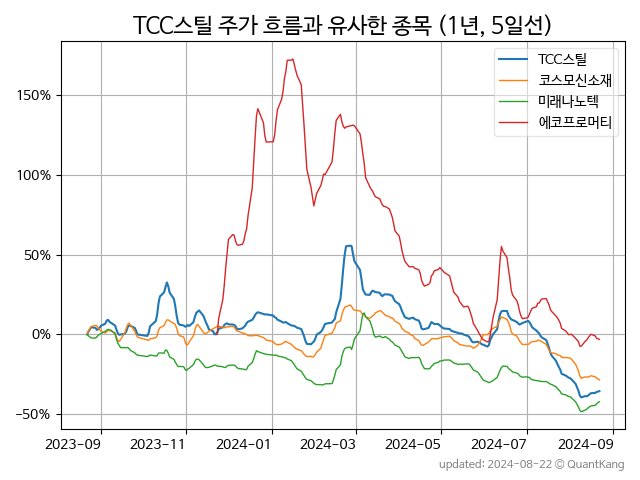 TCC스틸 주가 흐름과 유사한 종목 (1년, 5일선)
TCC스틸
코스모신소재
미래나노텍
에코프로머티
150%
100%
50%
0%
−50%
2023-09 2023-11 2024-01 2024-03 2024-05 2024-07 2024-09
updated: 2024-08-22 © QuantKang